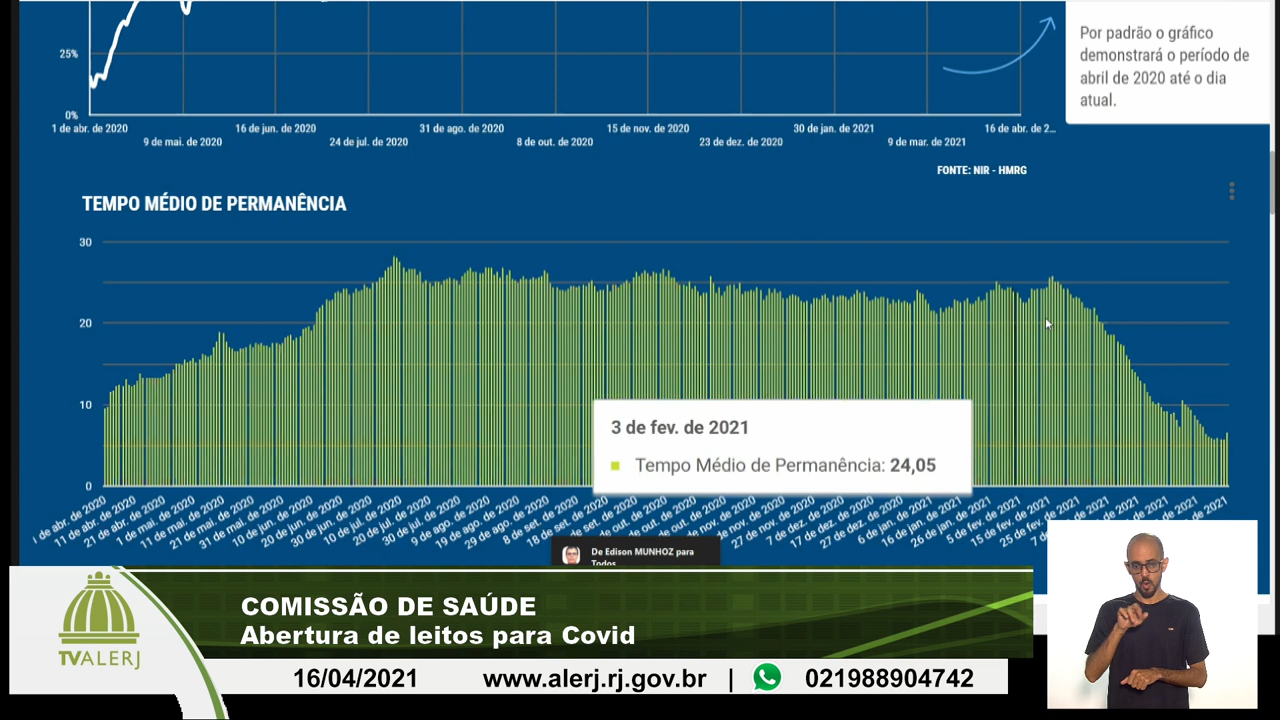 25%
0%
1 de abr. de 2020
16 de jun. de 2020
31 de ago. de 2020
15 de nov. de 2020
30 de jan. de 2021
16 de abr. de 2...
9 de mai. de 2020
24 de jul. de 2020
8 de out. de 2020
23 de dez. de 2020
9 de mar. de 2021
Por padrão o gráfico
demonstrará o período de
abril de 2020 até o dia
atual.
FONTE: NIR - HMRG
TEMPO MÉDIO DE PERMANÊNCIA
30
20
10
0
3 de fev. de 2021
Tempo Médio de Permanência: 24,05
1 de abr. de 2020
11 de abr. de 2020
21 de abr. de 2020
1 de mai. de 2020
11 de mai. de 2020
21 de mai. de 2020
31 de mai. de 2020
10 de jun. de 2020
20 de jun. de 2020
30 de jun. de 2020
10 de jul. de 2020
20 de jul. de 2020
30 de jul. de 2020
9 de ago. de 2020
19 de ago. de 2020
29 de ago. de 2020
8 de set. de 2020
18 de set. de 2020
27 de nov. de 2020
7 de dez. de 2020
17 de dez. de 2020
27 de dez. de 2020
6 de jan. de 2021
16 de jan. de 2021
26 de jan. de 2021
5 de fev. de 2021
15 de fev. de 2021
25 de fev. de 2021
De Edison MUNHOZ para
Todos
COMISSÃO DE SAÚDE
Abertura de leitos para Covid
TVALERJ
16/04/2021 www.alerj.rj.gov.br | 021988904742